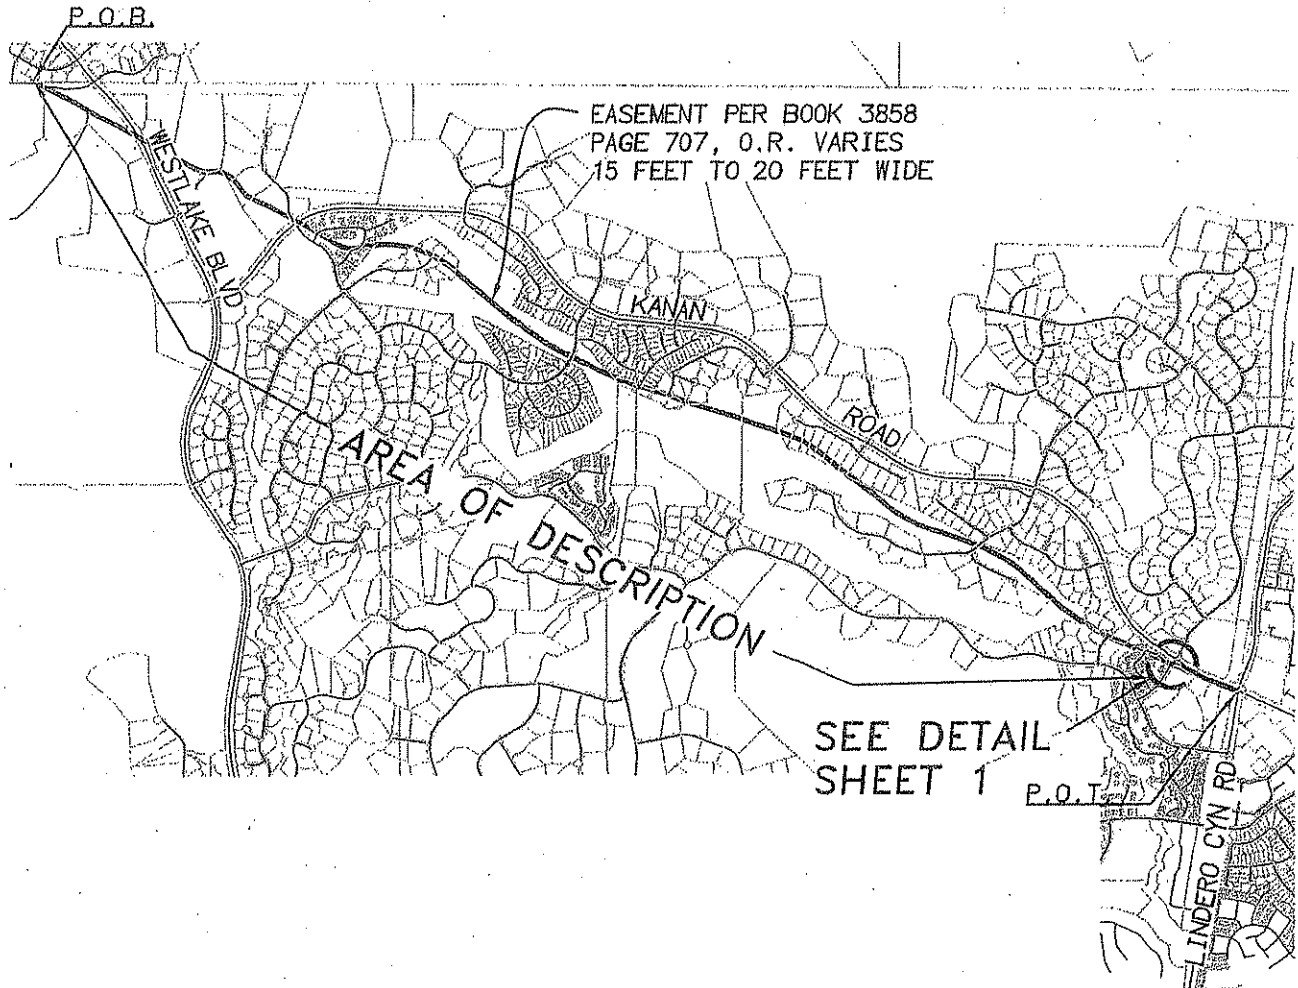 P.O.B.
EASEMENT PER BOOK 3858
PAGE 707, O.R. VARIES
15 FEET TO 20 FEET WIDE
WESTLAKE BLVD
KANAN
ROAD
AREA OF DESCRIPTION
SEE DETAIL
SHEET 1
P.O.T.
LINDERO CYN RD